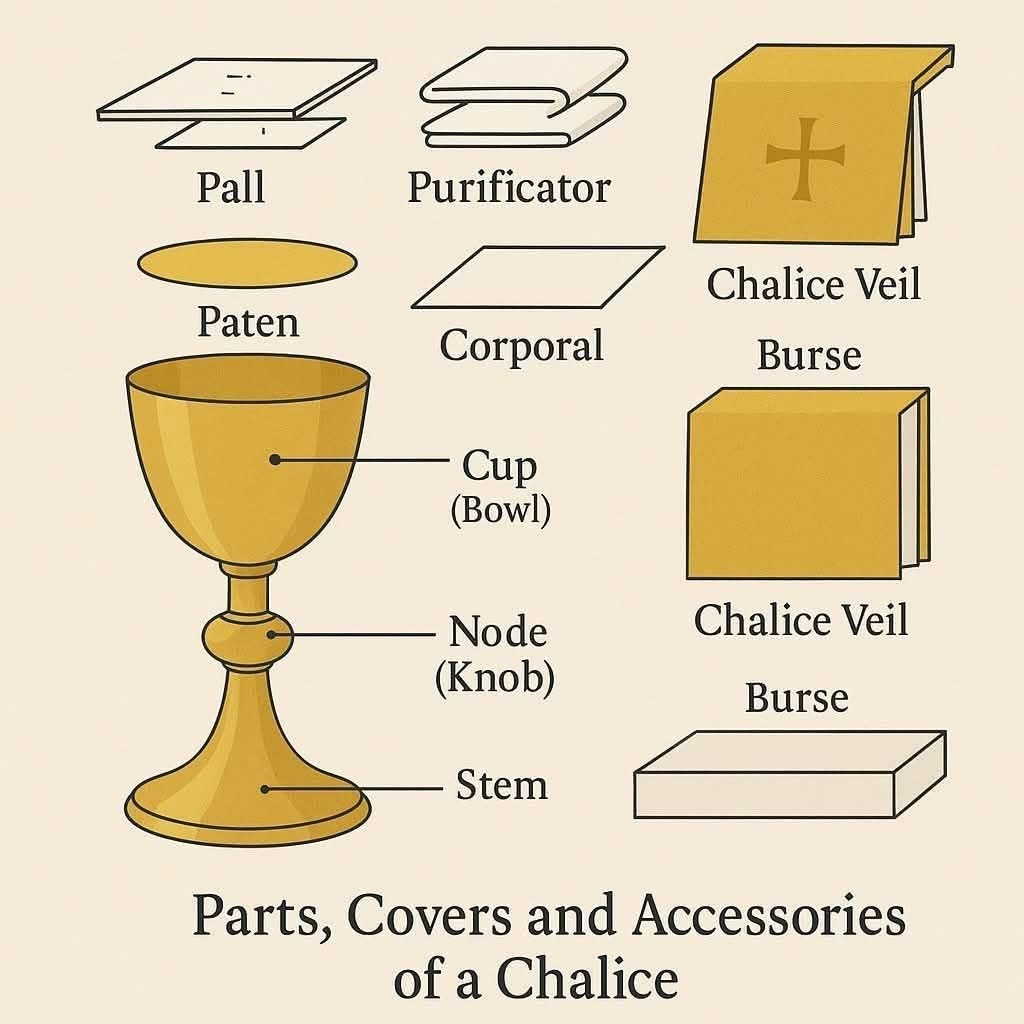 Pall
Purificator
Chalice Veil
Paten
Corporal
Burse
Cup
(Bowl)
Node
(Knob)
Chalice Veil
Burse
Stem
Parts, Covers and Accessories
of a Chalice